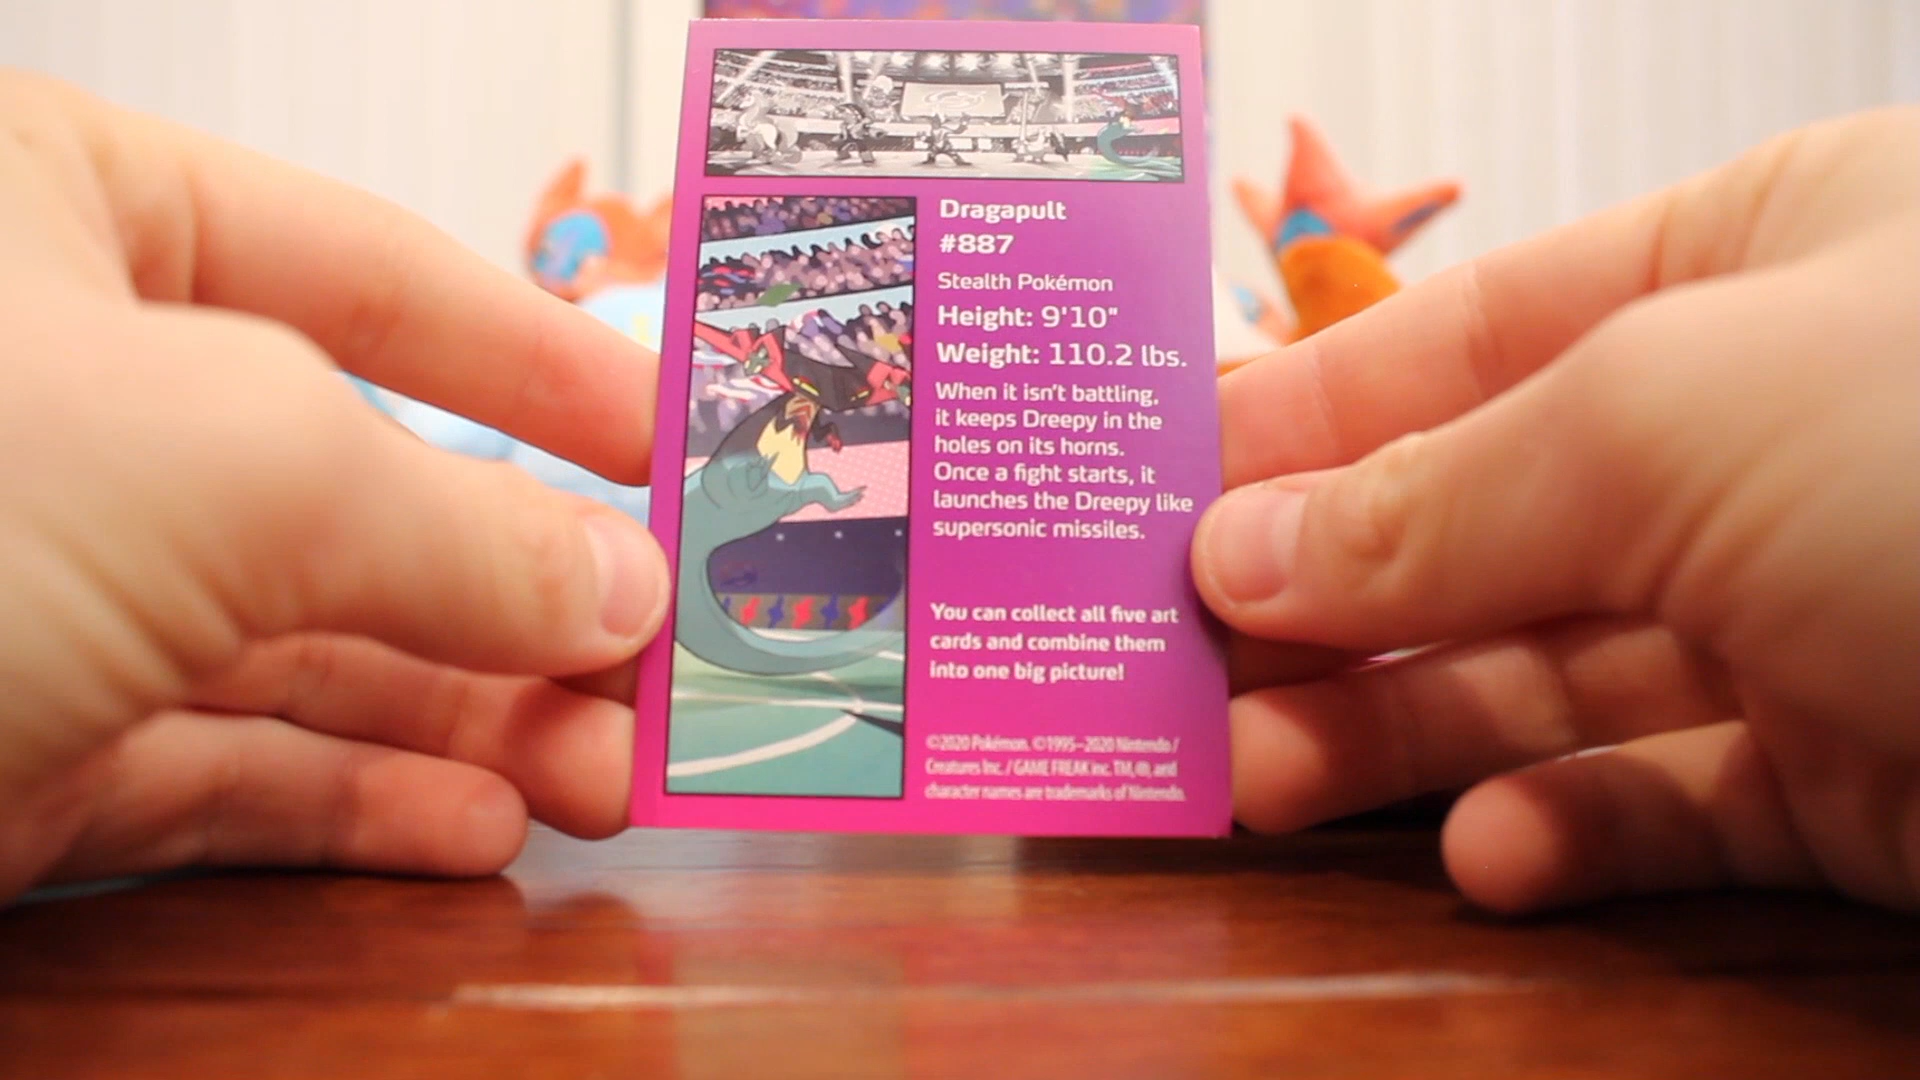 Dragapult
#887
Stealth Pokémon
Height: 9'10"
Weight: 110.2 lbs.
When it isn't battling,
it keeps Dreepy in the
holes on its horns.
Once a fight starts, it
launches the Dreepy like
supersonic missiles.
You can collect all five art
cards and combine them
into one big picture!
©2020 Pokémon. ©1995–2020 Nintendo /
Creatures Inc. / GAME FREAK inc. TM, ®, and
character names are trademarks of Nintendo.